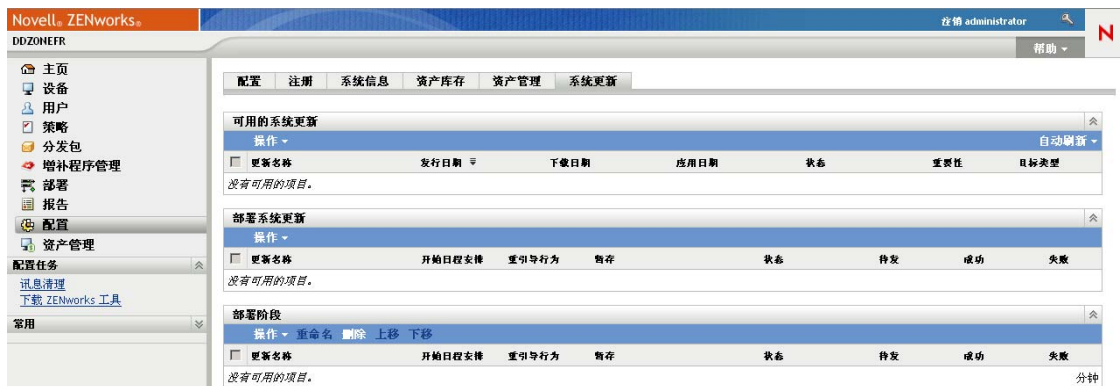 Novell® ZENworks®
注销 administrator
N
DDZONEFR
帮助
主页
设备
用户
策略
分发包
增补程序管理
部署
报告
配置
资产管理
配置任务
讯息清理
下载 ZENworks 工具
常用
配置 注册 系统信息 资产库存 资产管理 系统更新
可用的系统更新
操作 自动刷新
更新名称 发行日期 下载日期 应用日期 状态 重要性 目标类型
没有可用的项目。
部署系统更新
操作
更新名称 开始日程安排 重引导行为 暂存 状态 待发 成功 失败
没有可用的项目。
部署阶段
操作 重命名 删除 上移 下移
更新名称 开始日程安排 重引导行为 暂存 状态 待发 成功 失败
没有可用的项目。 分钟